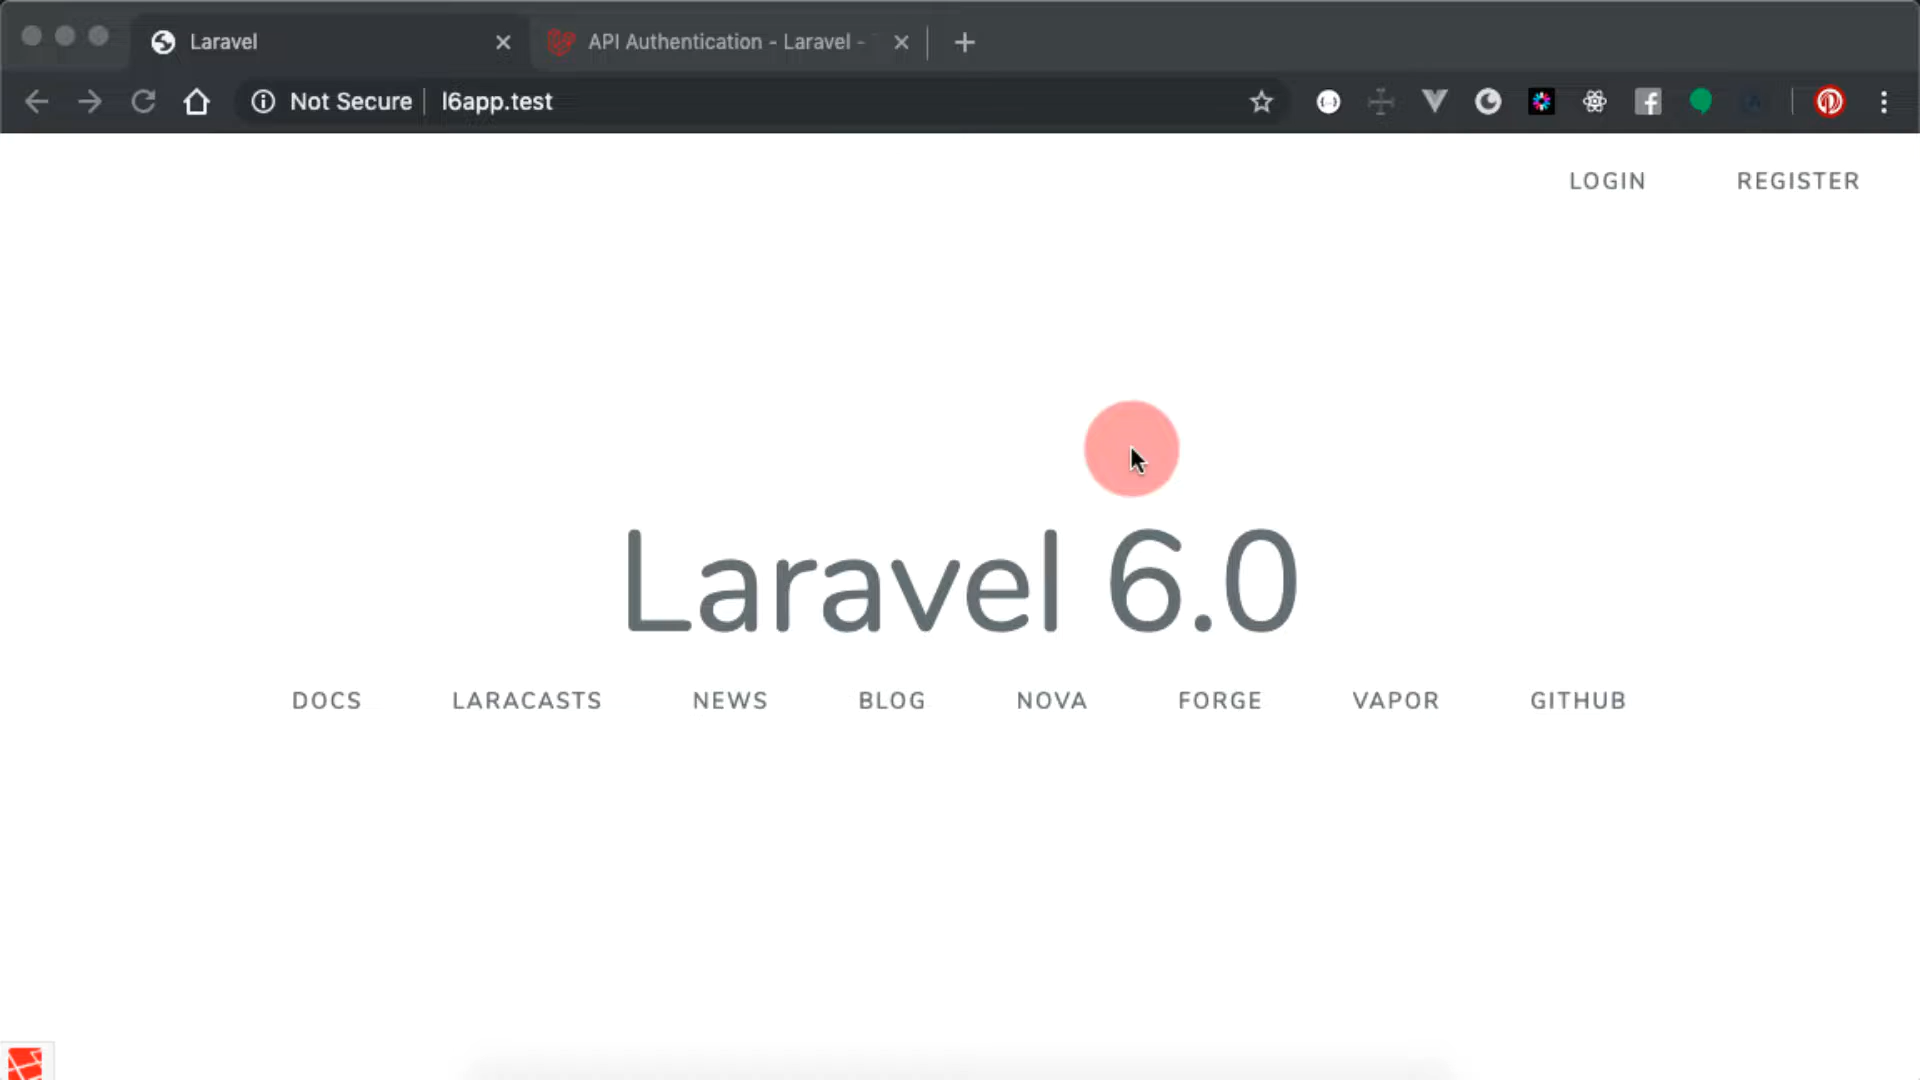 Laravel
API Authentication - Laravel -
Not Secure l6app.test
LOGIN REGISTER
Laravel 6.0
DOCS LARACASTS NEWS BLOG NOVA FORGE VAPOR GITHUB